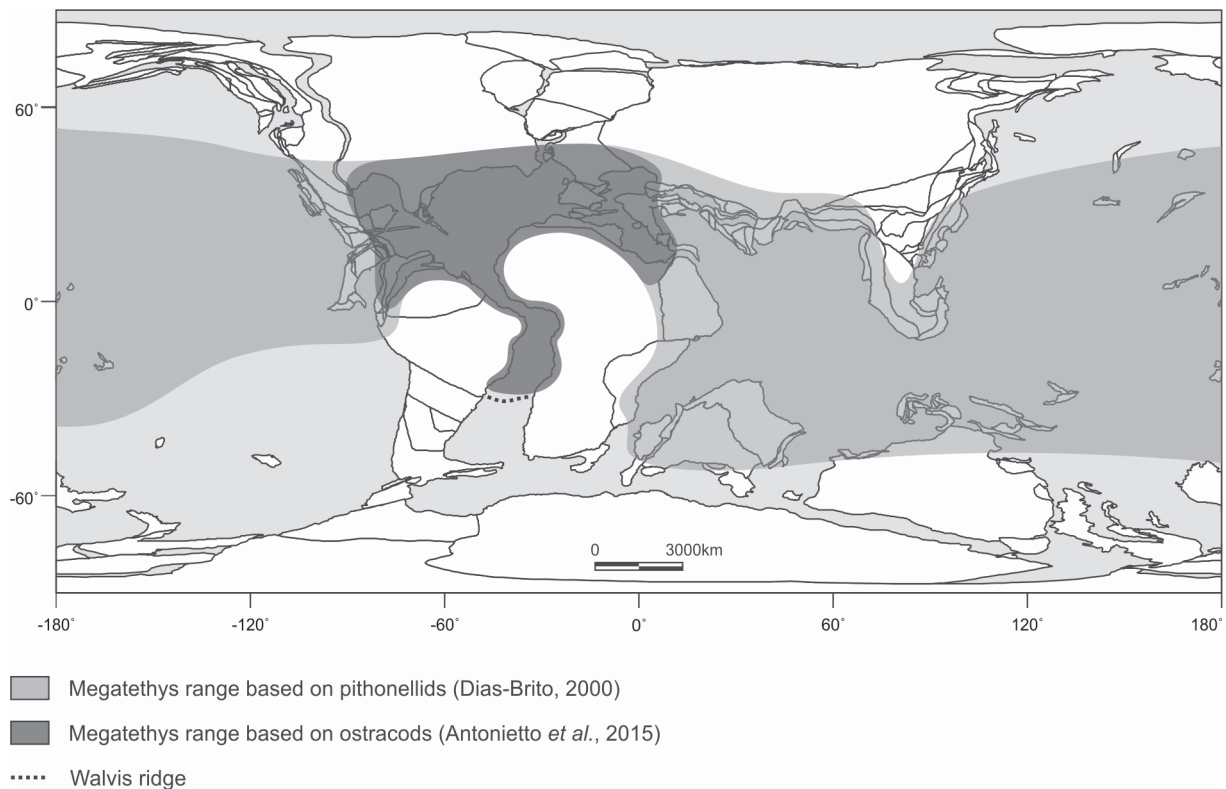 60°
0°
-60°
0 3000km
-180° -120° -60° 0° 60° 120° 180°
Megatethys range based on pithonellids (Dias-Brito, 2000)
Megatethys range based on ostracods (Antonietto et al., 2015)
Walvis ridge